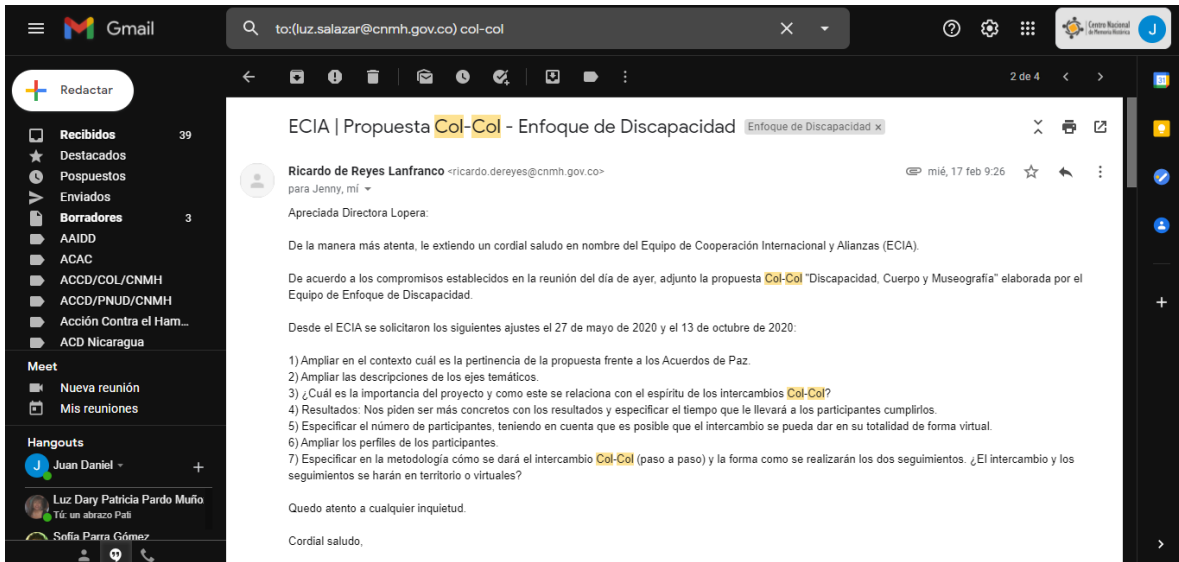 Gmail
to:(luz.salazar@cnmh.gov.co) col-col
Centro Nacional
de Memoria Histórica
J
Redactar
2 de 4
31
Recibidos 39
Destacados
Pospuestos
Enviados
Borradores 3
AAIDD
ACAC
ACCD/COL/CNMH
ACCD/PNUD/CNMH
Acción Contra el Ham...
ACD Nicaragua
Meet
Nueva reunión
Mis reuniones
Hangouts
J
Juan Daniel
Luz Dary Patricia Pardo Muño
Tú: un abrazo Pati
Sofía Parra Gómez
ECIA | Propuesta Col-Col - Enfoque de Discapacidad Enfoque de Discapacidad ×
Ricardo de Reyes Lanfranco <ricardo.dereyes@cnmh.gov.co> mié, 17 feb 9:26
para Jenny, mí
Apreciada Directora Lopera:
De la manera más atenta, le extiendo un cordial saludo en nombre del Equipo de Cooperación Internacional y Alianzas (ECIA).
De acuerdo a los compromisos establecidos en la reunión del día de ayer, adjunto la propuesta Col-Col "Discapacidad, Cuerpo y Museografía" elaborada por el
Equipo de Enfoque de Discapacidad.
Desde el ECIA se solicitaron los siguientes ajustes el 27 de mayo de 2020 y el 13 de octubre de 2020:
1) Ampliar en el contexto cuál es la pertinencia de la propuesta frente a los Acuerdos de Paz.
2) Ampliar las descripciones de los ejes temáticos.
3) ¿Cuál es la importancia del proyecto y como este se relaciona con el espíritu de los intercambios Col-Col?
4) Resultados: Nos piden ser más concretos con los resultados y especificar el tiempo que le llevará a los participantes cumplirlos.
5) Especificar el número de participantes, teniendo en cuenta que es posible que el intercambio se pueda dar en su totalidad de forma virtual.
6) Ampliar los perfiles de los participantes.
7) Especificar en la metodología cómo se dará el intercambio Col-Col (paso a paso) y la forma como se realizarán los dos seguimientos. ¿El intercambio y los
seguimientos se harán en territorio o virtuales?
Quedo atento a cualquier inquietud.
Cordial saludo,